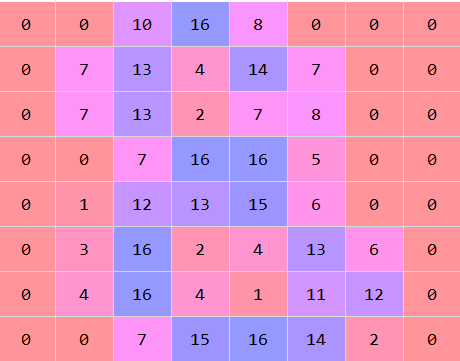 0 0 10 16 8 0 0 0
0 7 13 4 14 7 0 0
0 7 13 2 7 8 0 0
0 0 7 16 16 5 0 0
0 1 12 13 15 6 0 0
0 3 16 2 4 13 6 0
0 4 16 4 1 11 12 0
0 0 7 15 16 14 2 0